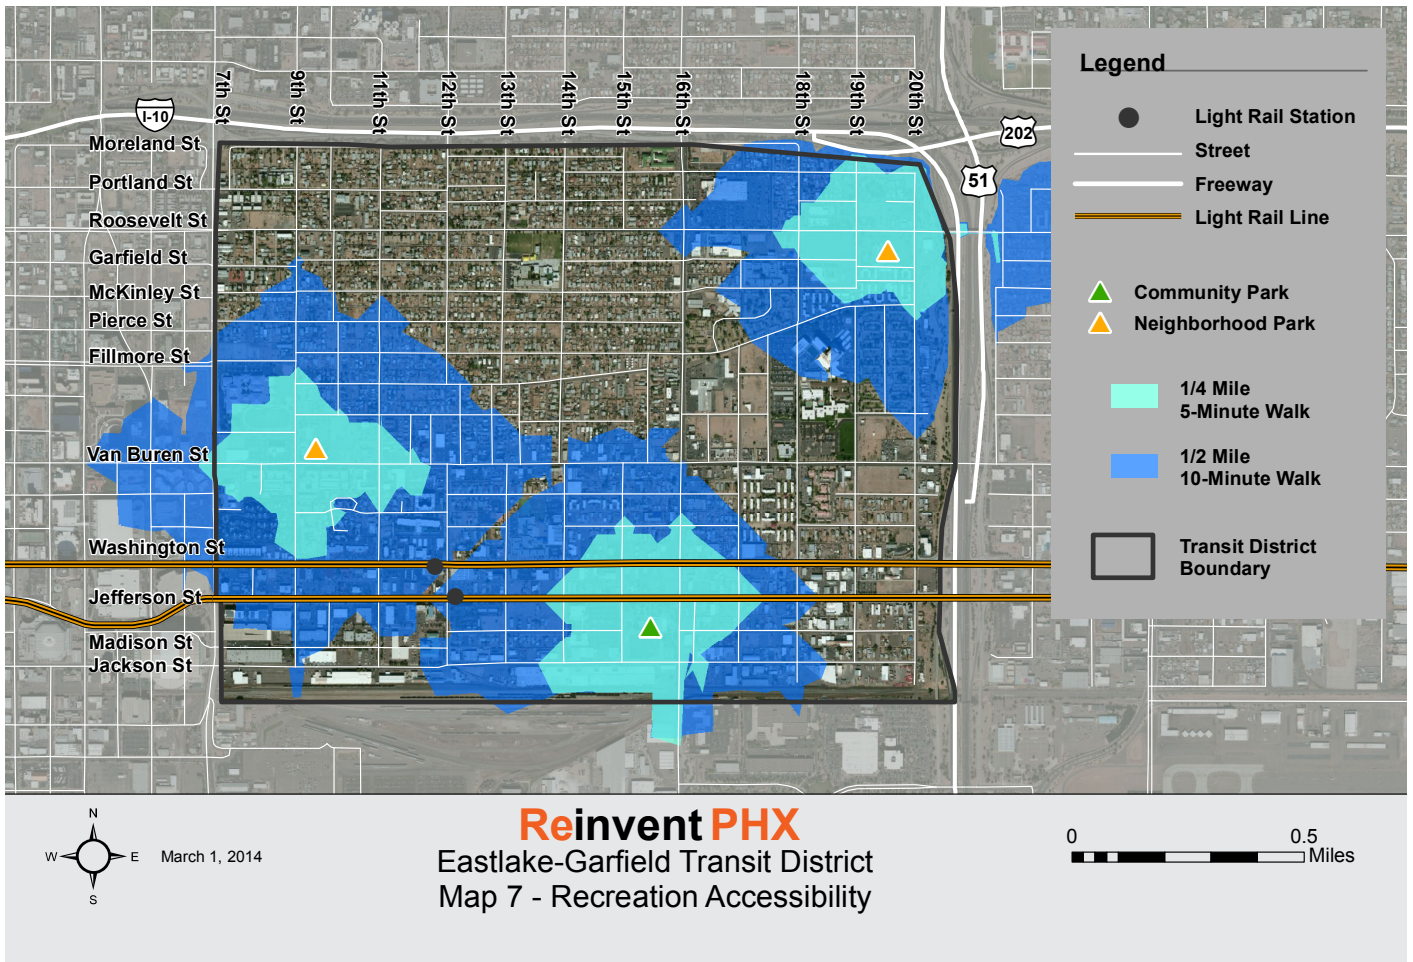 7th St
9th St
11th St
12th St
13th St
14th St
15th St
16th St
18th St
19th St
20th St
I-10
202
51
Moreland St
Portland St
Roosevelt St
Garfield St
McKinley St
Pierce St
Fillmore St
Van Buren St
Washington St
Jefferson St
Madison St
Jackson St
Legend
Light Rail Station
Street
Freeway
Light Rail Line
Community Park
Neighborhood Park
1/4 Mile
5-Minute Walk
1/2 Mile
10-Minute Walk
Transit District
Boundary
N
W E
S
March 1, 2014
Reinvent PHX
Eastlake-Garfield Transit District
Map 7 - Recreation Accessibility
0 0.5
Miles